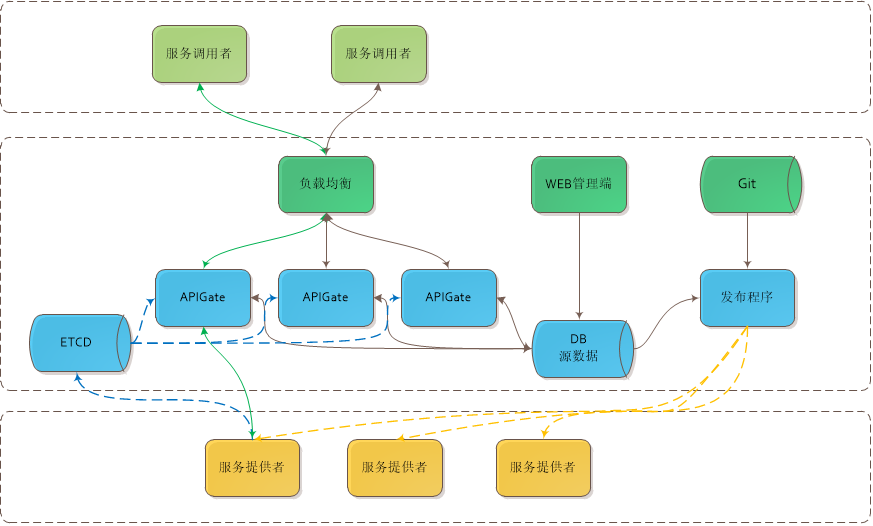 服务调用者
服务调用者
负载均衡
WEB管理端
Git
APIGate
APIGate
APIGate
发布程序
ETCD
DB
源数据
服务提供者
服务提供者
服务提供者